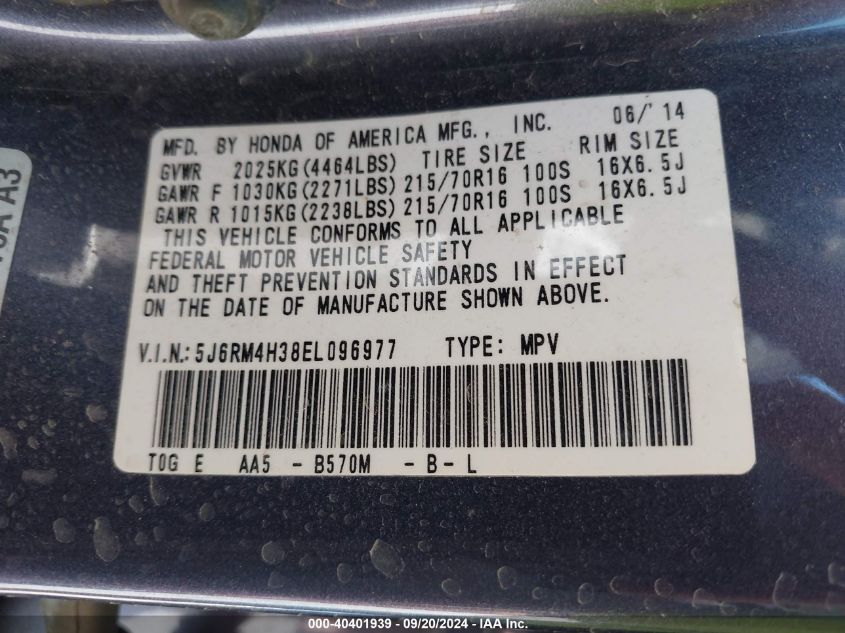 MFD. BY HONDA OF AMERICA MFG., INC. 06/'14
GVWR 2025KG(4464LBS) TIRE SIZE RIM SIZE
GAWR F 1030KG(2271LBS) 215/70R16 100S 16X6.5J
GAWR R 1015KG(2238LBS) 215/70R16 100S 16X6.5J
THIS VEHICLE CONFORMS TO ALL APPLICABLE
FEDERAL MOTOR VEHICLE SAFETY
AND THEFT PREVENTION STANDARDS IN EFFECT
ON THE DATE OF MANUFACTURE SHOWN ABOVE.
V.I.N.: 5J6RM4H38EL096977 TYPE: MPV
T0G E AA5 - B570M - B - L
A3
000-40401939 - 09/20/2024 - IAA Inc.